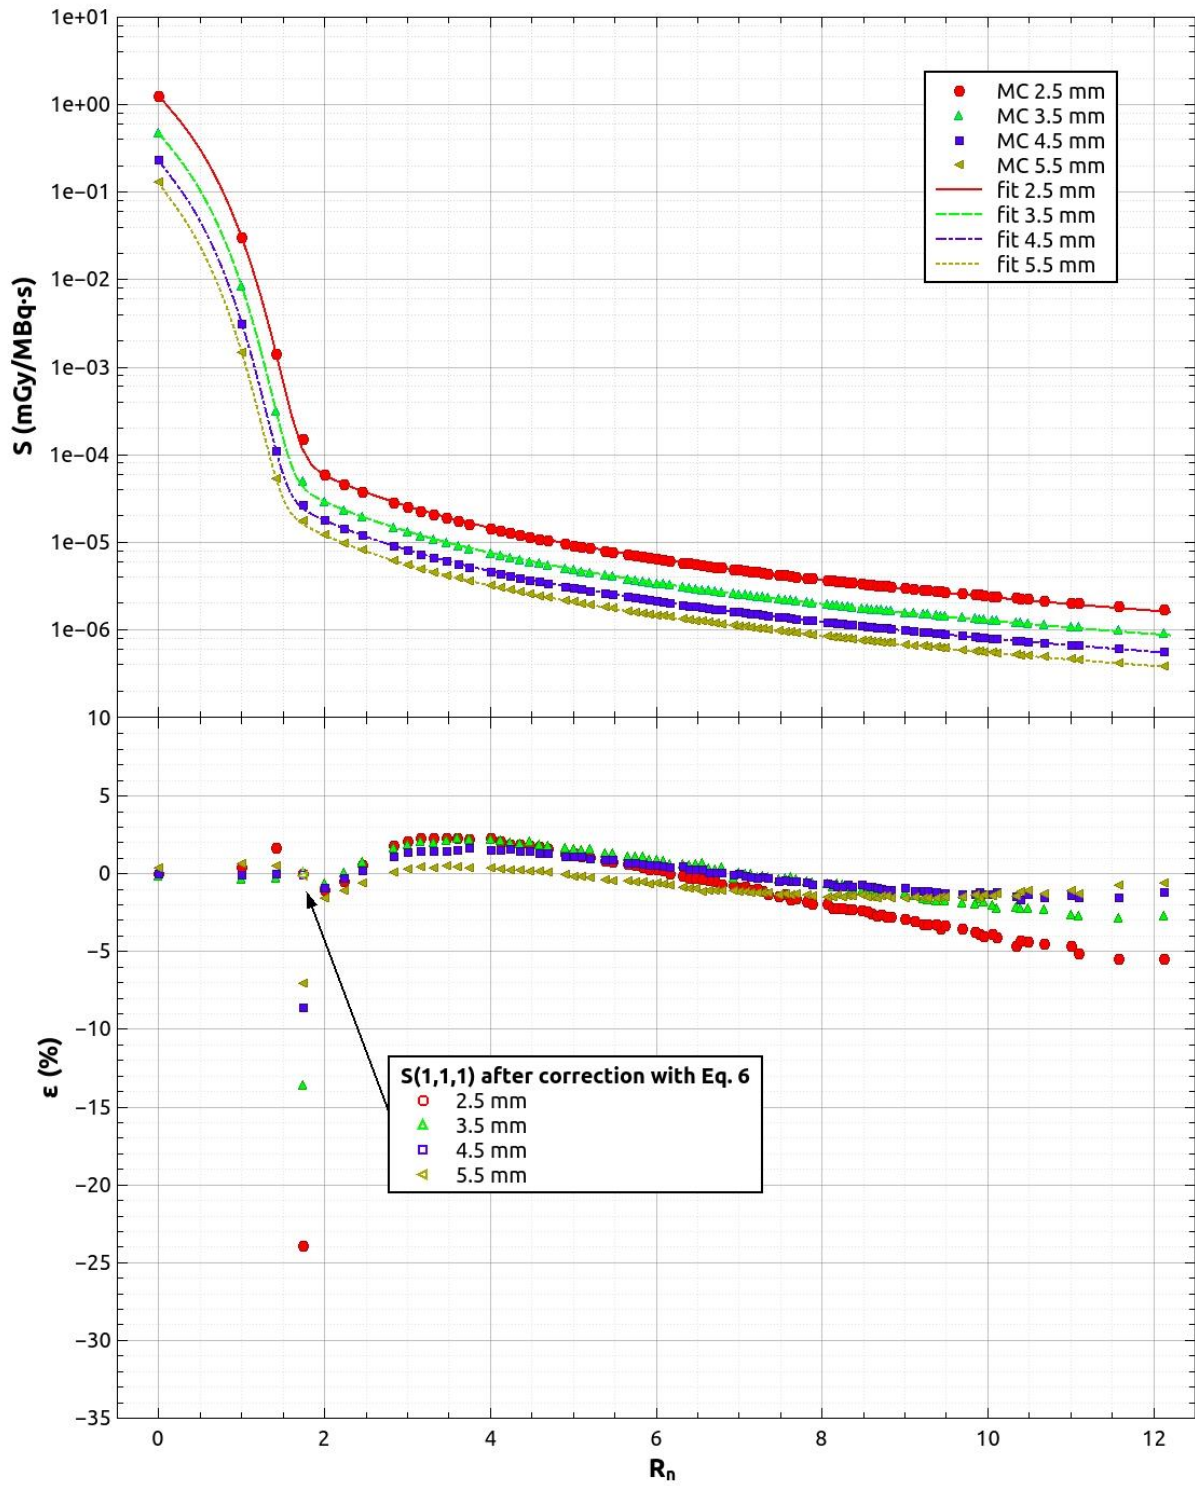 1e+01
1e+00
1e−01
1e−02
1e−03
1e−04
1e−05
1e−06
S (mGy/MBq·s)
MC 2.5 mm
MC 3.5 mm
MC 4.5 mm
MC 5.5 mm
fit 2.5 mm
fit 3.5 mm
fit 4.5 mm
fit 5.5 mm
10
5
0
−5
−10
−15
−20
−25
−30
−35
ε (%)
S(1,1,1) after correction with Eq. 6
2.5 mm
3.5 mm
4.5 mm
5.5 mm
0 2 4 6 8 10 12
Rn